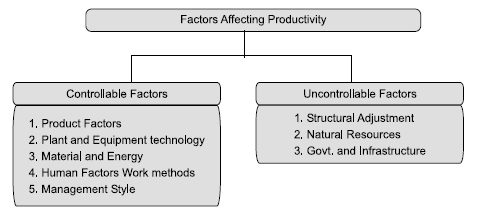 Factors Affecting Productivity
Controllable Factors
1. Product Factors
2. Plant and Equipment technology
3. Material and Energy
4. Human Factors Work methods
5. Management Style
Uncontrollable Factors
1. Structural Adjustment
2. Natural Resources
3. Govt. and Infrastructure